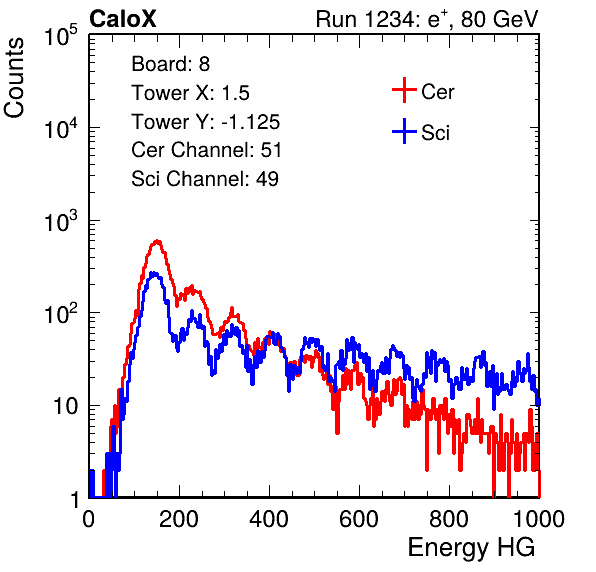 CaloX Run 1234: e⁺, 80 GeV
Counts
Board: 8
Tower X: 1.5
Tower Y: -1.125
Cer Channel: 51
Sci Channel: 49
Cer
Sci
10⁵
10⁴
10³
10²
10
1
0 200 400 600 800 1000
Energy HG